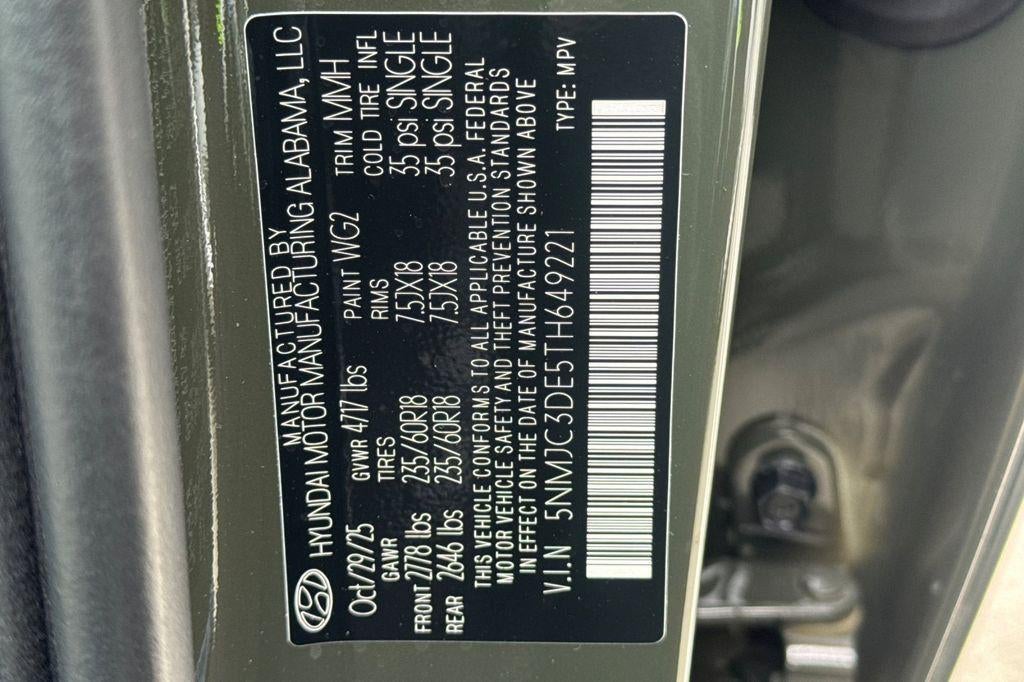 MANUFACTURED BY
HYUNDAI MOTOR MANUFACTURING ALABAMA, LLC
Oct/29/25 GVWR 4717 lbs PAINT WG2 TRIM MMH
GAWR TIRES RIMS COLD TIRE INFL
FRONT 2778 lbs 235/60R18 7.5JX18 35 psi SINGLE
REAR 2646 lbs 235/60R18 7.5JX18 35 psi SINGLE
THIS VEHICLE CONFORMS TO ALL APPLICABLE U.S.A. FEDERAL
MOTOR VEHICLE SAFETY AND THEFT PREVENTION STANDARDS
IN EFFECT ON THE DATE OF MANUFACTURE SHOWN ABOVE
V.I.N 5NMJC3DE5TH649221 TYPE: MPV